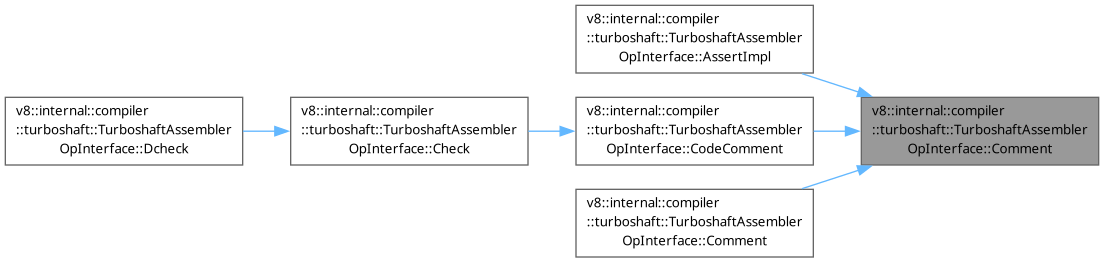 v8::internal::compiler
::turboshaft::TurboshaftAssembler
OpInterface::AssertImpl
v8::internal::compiler
::turboshaft::TurboshaftAssembler
OpInterface::Dcheck
v8::internal::compiler
::turboshaft::TurboshaftAssembler
OpInterface::Check
v8::internal::compiler
::turboshaft::TurboshaftAssembler
OpInterface::CodeComment
v8::internal::compiler
::turboshaft::TurboshaftAssembler
OpInterface::Comment
v8::internal::compiler
::turboshaft::TurboshaftAssembler
OpInterface::Comment